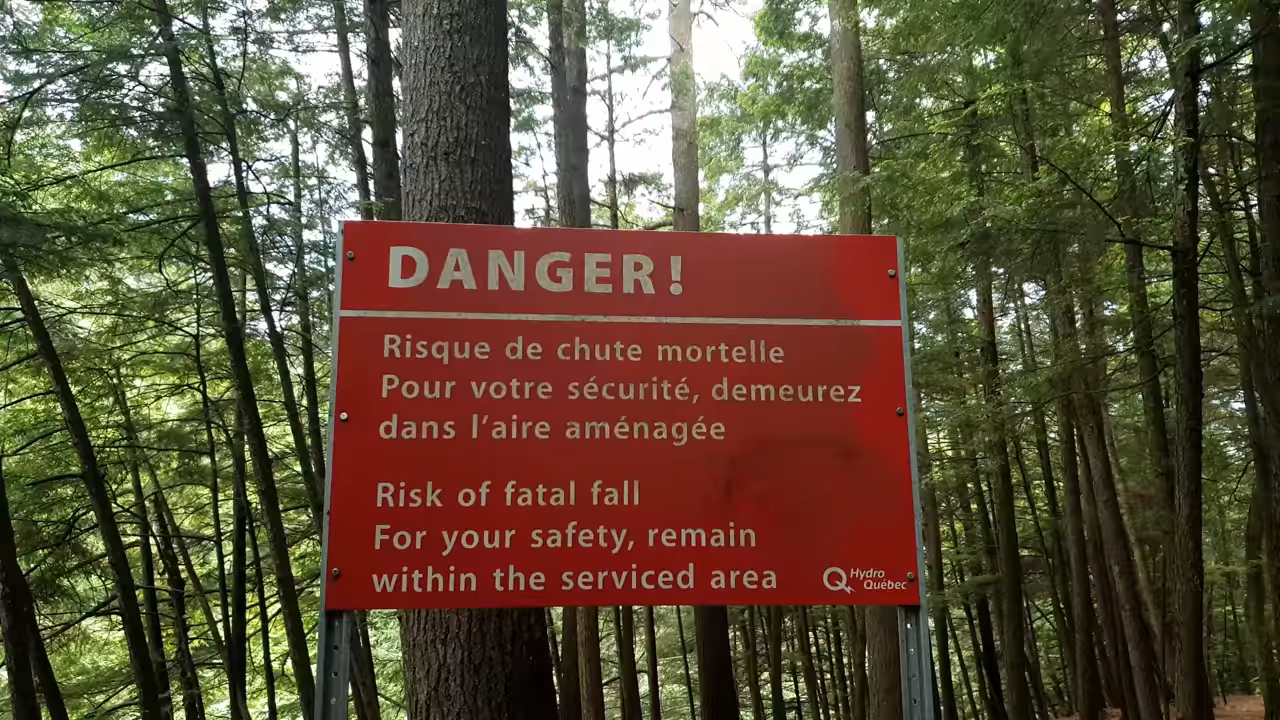 DANGER!
Risque de chute mortelle
Pour votre sécurité, demeurez
dans l'aire aménagée
Risk of fatal fall
For your safety, remain
within the serviced area
Hydro
Québec